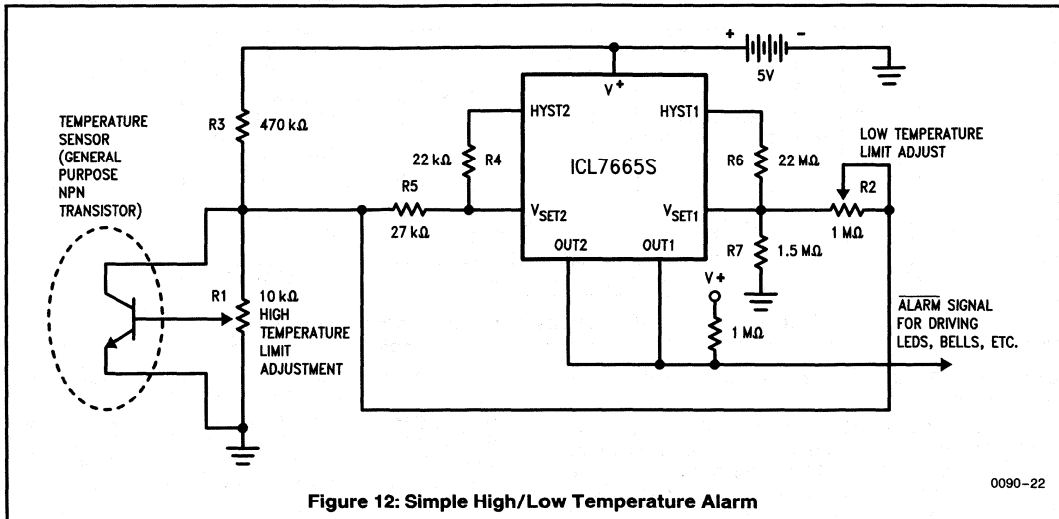 +
-
5V
V+
HYST2
HYST1
ICL7665S
VSET2
VSET1
OUT2
OUT1
TEMPERATURE
SENSOR
(GENERAL
PURPOSE
NPN
TRANSISTOR)
R3
470 kΩ
22 kΩ
R4
R5
27 kΩ
R6
22 MΩ
LOW TEMPERATURE
LIMIT ADJUST
R2
1 MΩ
R7
1.5 MΩ
V+
1 MΩ
R1
10 kΩ
HIGH
TEMPERATURE
LIMIT
ADJUSTMENT
ALARM SIGNAL
FOR DRIVING
LEDS, BELLS, ETC.
0090-22
Figure 12: Simple High/Low Temperature Alarm